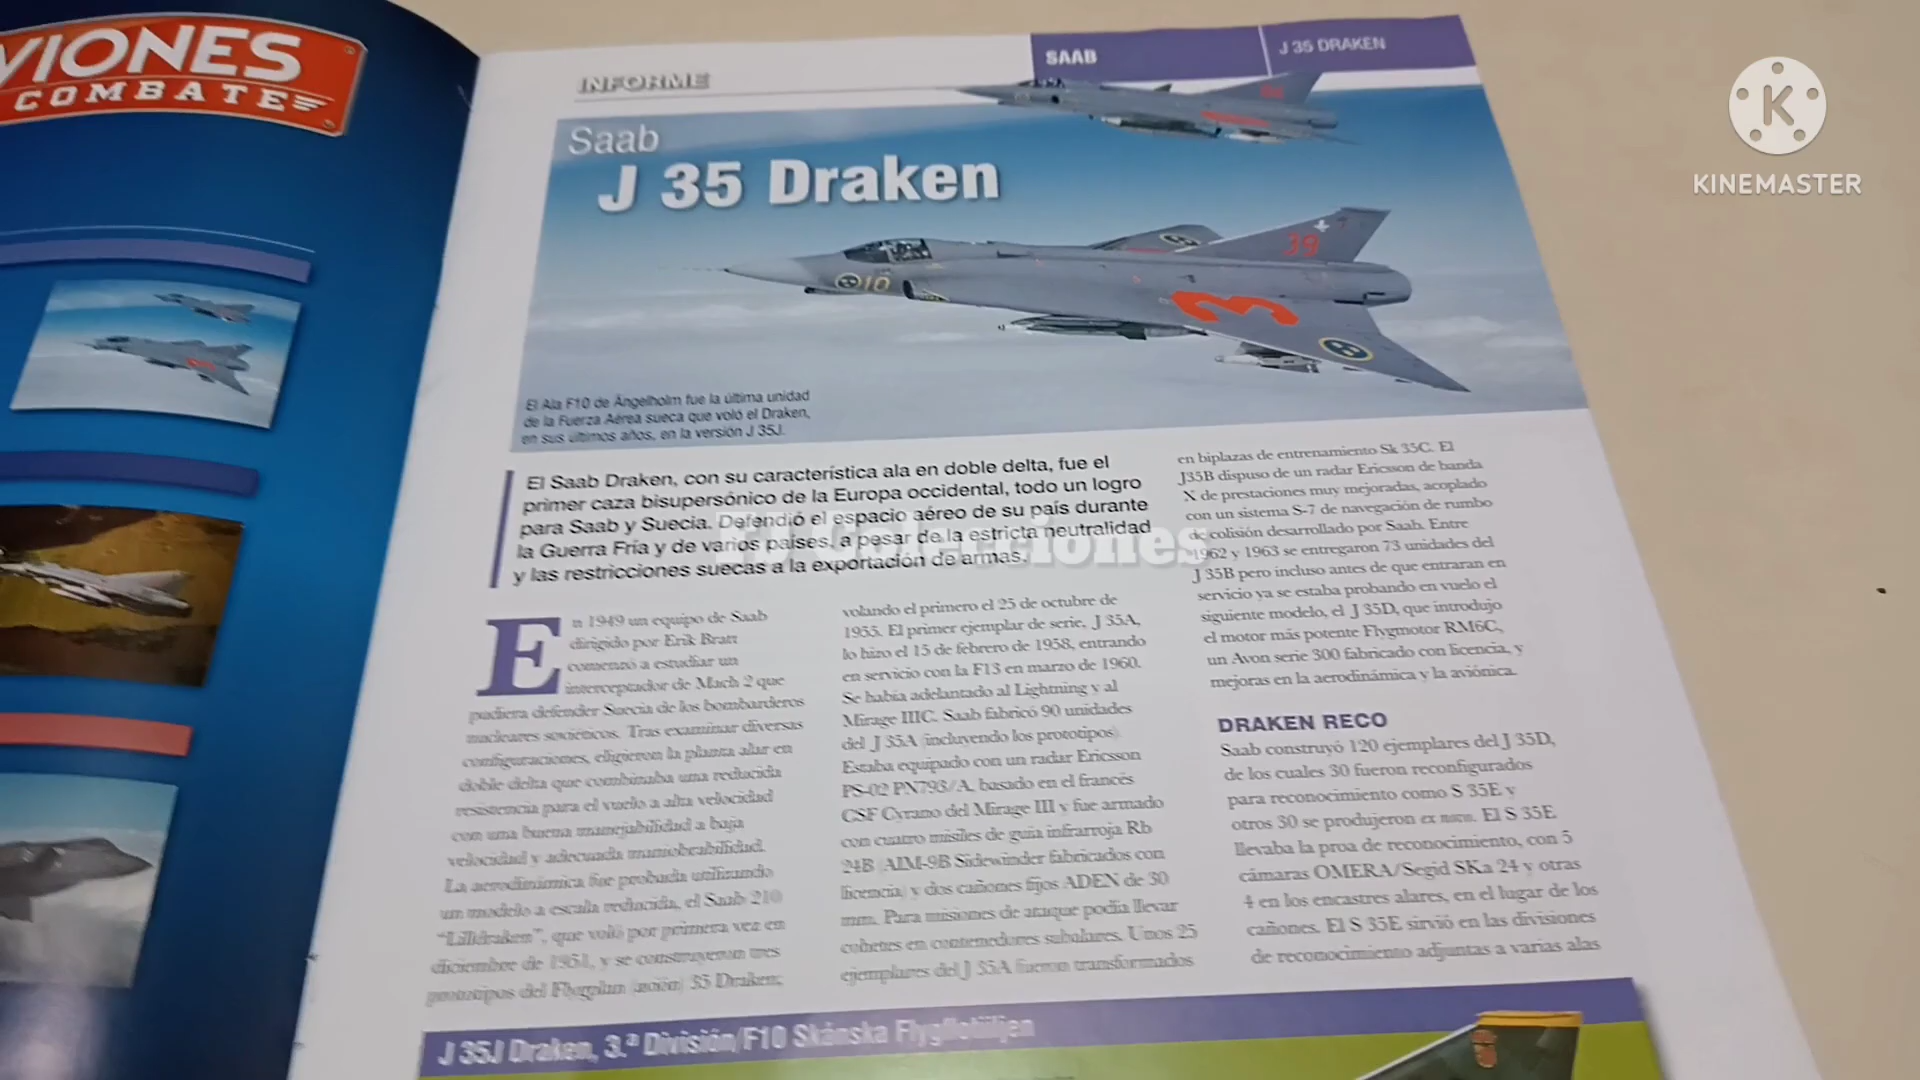 VIONES
COMBATE
INFORME
SAAB
J 35 DRAKEN
Saab
J 35 Draken
39
10
El Ala F10 de Ängelholm fue la última unidad
de la Fuerza Aérea sueca que voló el Draken,
en sus últimos años, en la versión J 35J.
El Saab Draken, con su característica ala en doble delta, fue el
primer caza bisupersónico de la Europa occidental, todo un logro
para Saab y Suecia. Defendió el espacio aéreo de su país durante
la Guerra Fría y de varios países, a pesar de la estricta neutralidad
y las restricciones suecas a la exportación de armas.
En 1949 un equipo de Saab
dirigido por Erik Bratt
comenzó a estudiar un
interceptador de Mach 2 que
pudiera defender Suecia de los bombarderos
nucleares soviéticos. Tras examinar diversas
configuraciones, eligieron la planta alar en
doble delta que combinaba una reducida
resistencia para el vuelo a alta velocidad
con una buena manejabilidad a baja
velocidad y adecuada maniobrabilidad.
La aerodinámica fue probada utilizando
un modelo a escala reducida, el Saab 210
“Lilldraken”, que voló por primera vez en
diciembre de 1951, y se construyeron tres
prototipos del Flygplan (avión) 35 Draken;
volando el primero el 25 de octubre de
1955. El primer ejemplar de serie, J 35A,
lo hizo el 15 de febrero de 1958, entrando
en servicio con la F13 en marzo de 1960.
Se había adelantado al Lightning y al
Mirage IIIC. Saab fabricó 90 unidades
del J 35A (incluyendo los prototipos).
Estaba equipado con un radar Ericsson
PS-02 PN793/A, basado en el francés
CSF Cyrano del Mirage III y fue armado
con cuatro misiles de guía infrarroja Rb
24B (AIM-9B Sidewinder fabricados con
licencia) y dos cañones fijos ADEN de 30
mm. Para misiones de ataque podía llevar
cohetes en contenedores subalares. Unos 25
ejemplares del J 35A fueron transformados
en biplazas de entrenamiento Sk 35C. El
J35B dispuso de un radar Ericsson de banda
X de prestaciones muy mejoradas, acoplado
con un sistema S-7 de navegación de rumbo
de colisión desarrollado por Saab. Entre
1962 y 1963 se entregaron 73 unidades del
J 35B pero incluso antes de que entraran en
servicio ya se estaba probando en vuelo el
siguiente modelo, el J 35D, que introdujo
el motor más potente Flygmotor RM6C,
un Avon serie 300 fabricado con licencia, y
mejoras en la aerodinámica y la aviónica.
DRAKEN RECO
Saab construyó 120 ejemplares del J 35D,
de los cuales 30 fueron reconfigurados
para reconocimiento como S 35E y
otros 30 se produjeron ex novo. El S 35E
llevaba la proa de reconocimiento, con 5
cámaras OMERA/Segid SKa 24 y otras
4 en los encastres alares, en el lugar de los
cañones. El S 35E sirvió en las divisiones
de reconocimiento adjuntas a varias alas
J 35J Draken, 3.ª División/F10 Skånska Flygflottiljen
Colecciones
K
KINEMASTER